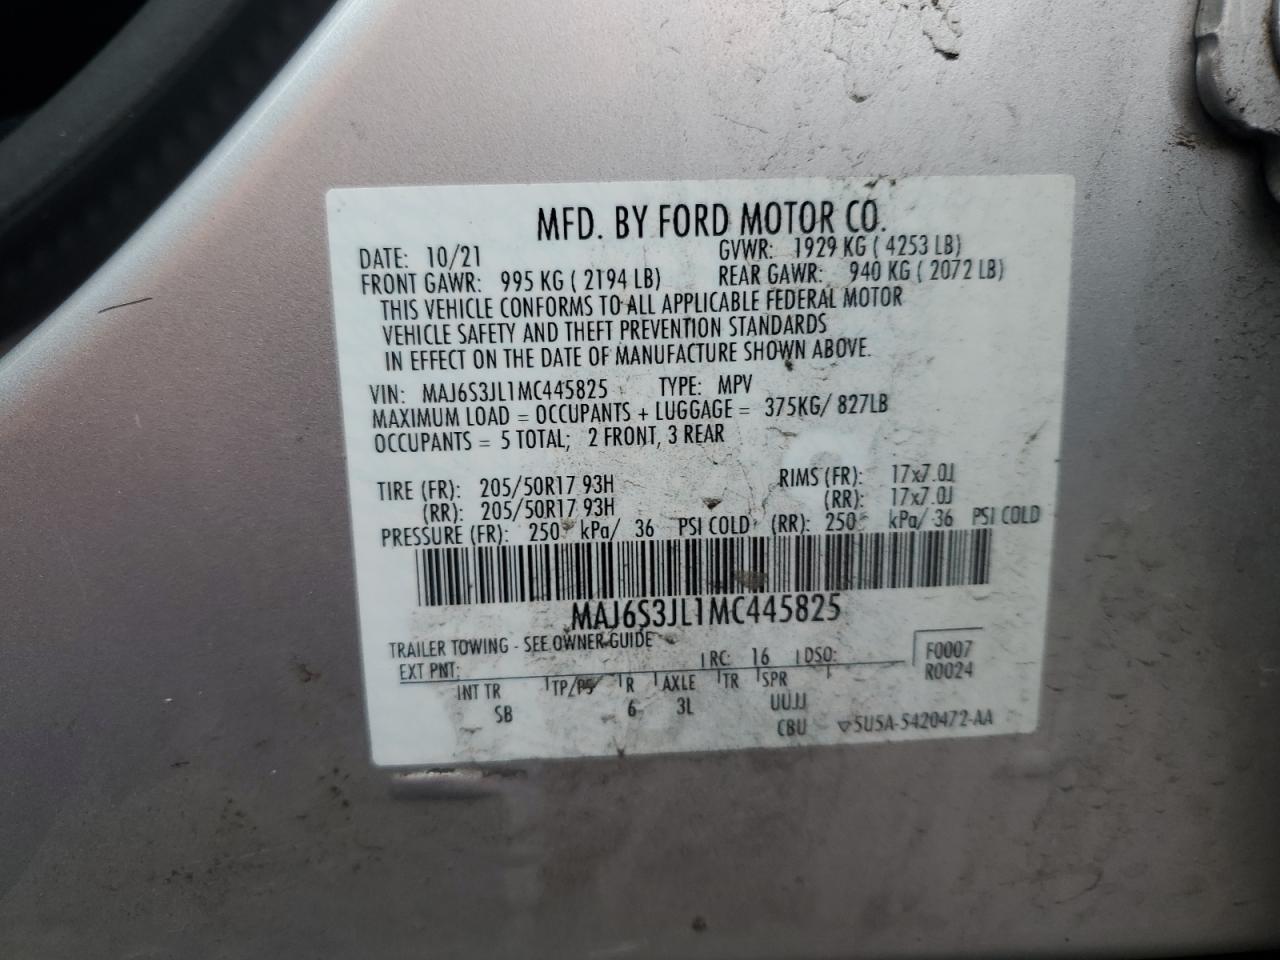 MFD. BY FORD MOTOR CO.
DATE: 10/21 GVWR: 1929 KG ( 4253 LB)
FRONT GAWR: 995 KG ( 2194 LB) REAR GAWR: 940 KG ( 2072 LB)
THIS VEHICLE CONFORMS TO ALL APPLICABLE FEDERAL MOTOR
VEHICLE SAFETY AND THEFT PREVENTION STANDARDS
IN EFFECT ON THE DATE OF MANUFACTURE SHOWN ABOVE.
VIN: MAJ6S3JL1MC445825 TYPE: MPV
MAXIMUM LOAD = OCCUPANTS + LUGGAGE = 375KG/ 827LB
OCCUPANTS = 5 TOTAL; 2 FRONT, 3 REAR
TIRE (FR): 205/50R17 93H RIMS (FR): 17x7.0J
(RR): 205/50R17 93H (RR): 17x7.0J
PRESSURE (FR): 250 kPa/ 36 PSI COLD (RR): 250 kPa/ 36 PSI COLD
MAJ6S3JL1MC445825
TRAILER TOWING - SEE OWNER GUIDE
EXT PNT: RC: 16 DSO: F0007
R0024
INT TR TP/PS R AXLE TR SPR
SB 6 3L UUJJ
CBU 5U5A-5420472-AA